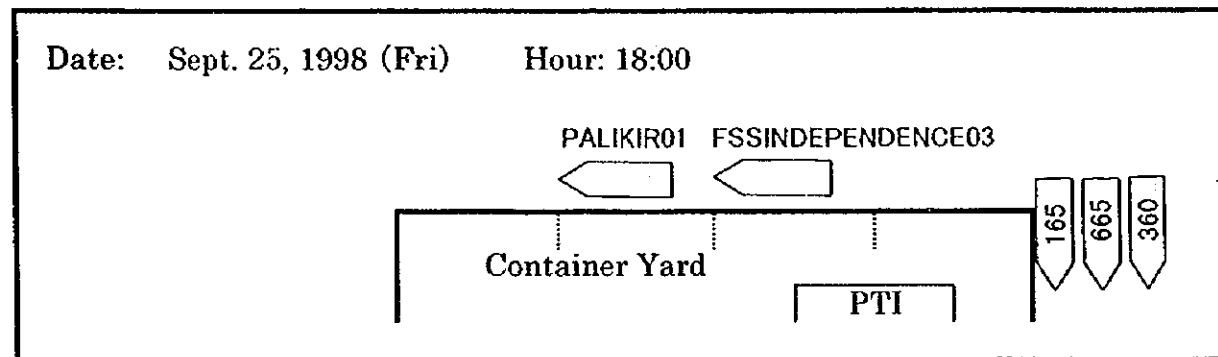 Date: Sept. 25, 1998 (Fri) Hour: 18:00
PALIKIR01 FSSINDEPENDENCE03
165 665 360
Container Yard
PTI